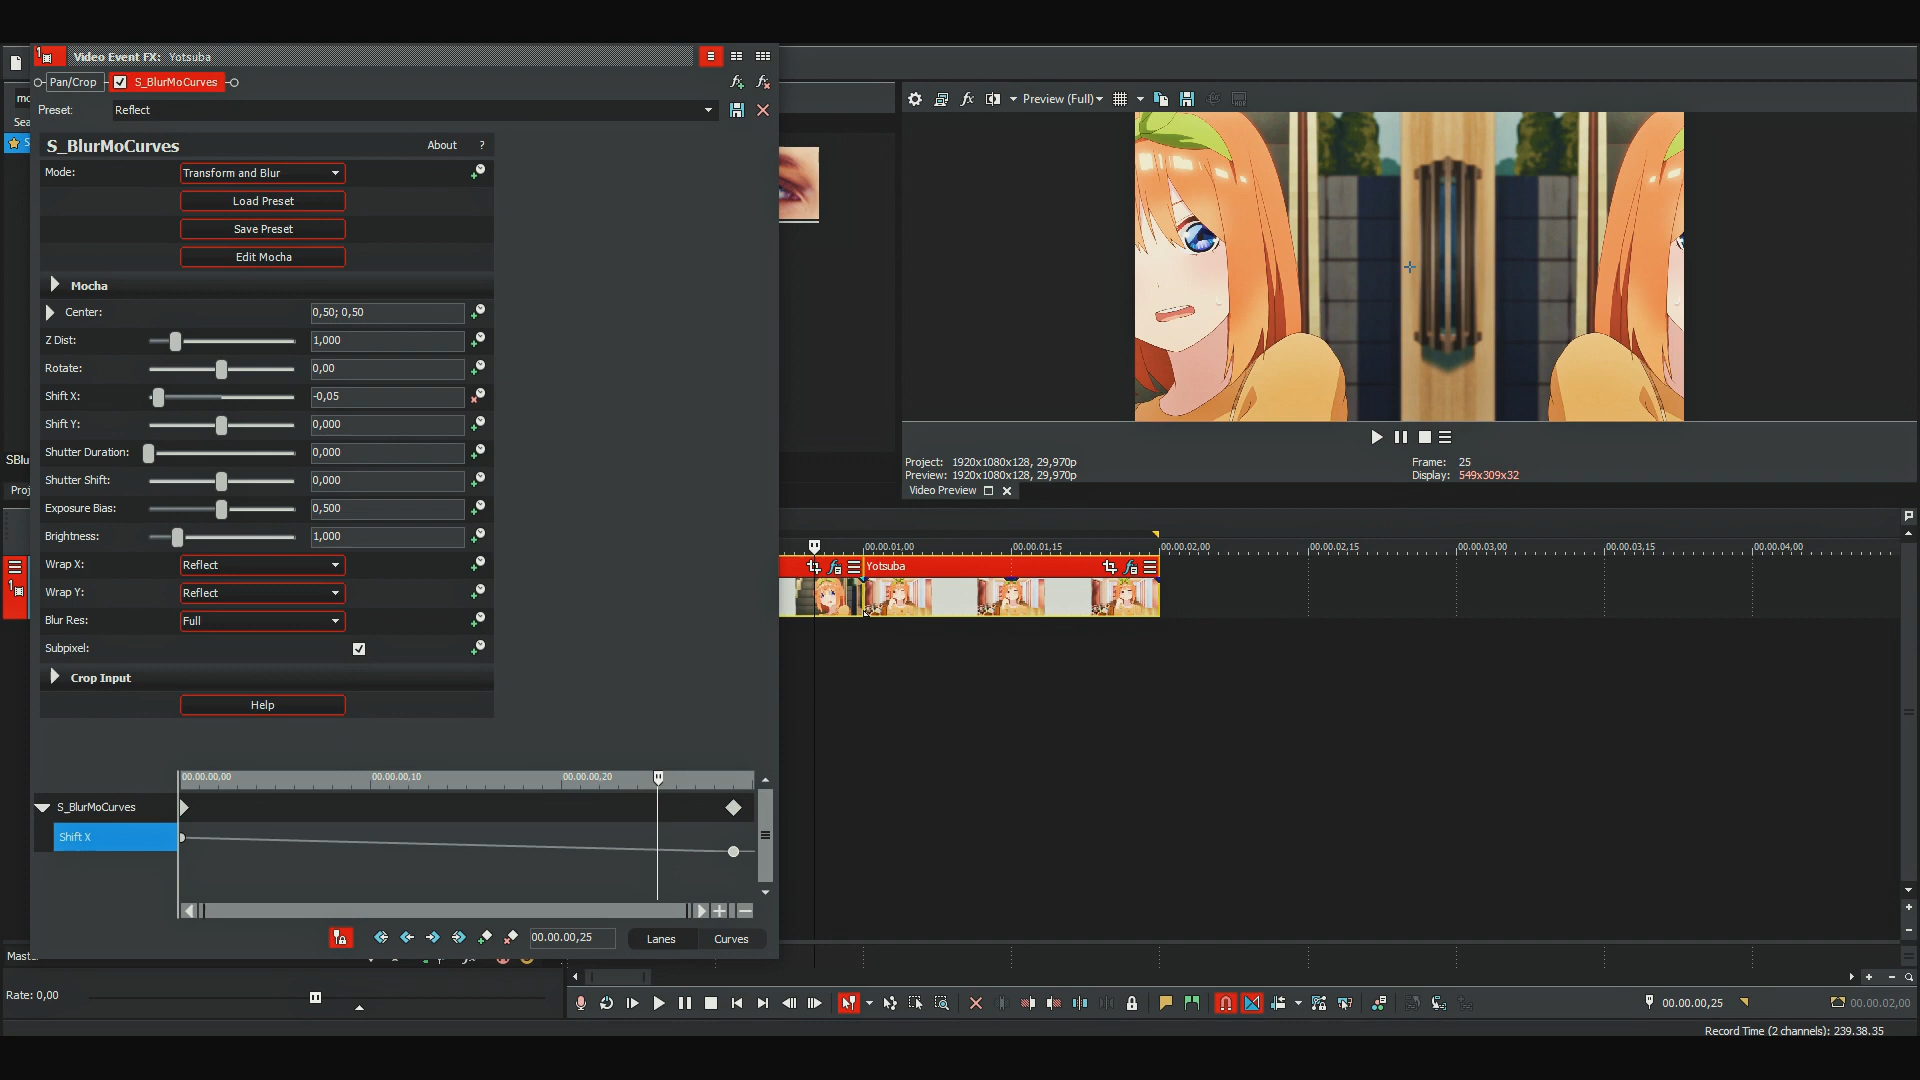 Video Event FX: Yotsuba
Pan/Crop S_BlurMoCurves
Preset: Reflect
S_BlurMoCurves About ?
Mode: Transform and Blur
Load Preset
Save Preset
Edit Mocha
Mocha
Center: 0,50; 0,50
Z Dist: 1,000
Rotate: 0,00
Shift X: -0,05
Shift Y: 0,000
Shutter Duration: 0,000
Shutter Shift: 0,000
Exposure Bias: 0,500
Brightness: 1,000
Wrap X: Reflect
Wrap Y: Reflect
Blur Res: Full
Subpixel:
Crop Input
Help
00.00.00,00 00.00.00,10 00.00.00,20
S_BlurMoCurves
Shift X
00.00.00,25 Lanes Curves
mo
Sea
S
SBlu
Proj
Preview (Full)
Project: 1920x1080x128, 29,970p Frame: 25
Preview: 1920x1080x128, 29,970p Display: 549x309x32
Video Preview
00.00.01,00 00.00.01,15 00.00.02,00 00.00.02,15 00.00.03,00 00.00.03,15 00.00.04,00
1
Yotsuba
Maste
Rate: 0,00
00.00.00,25 00.00.02,00
Record Time (2 channels): 239.38.35